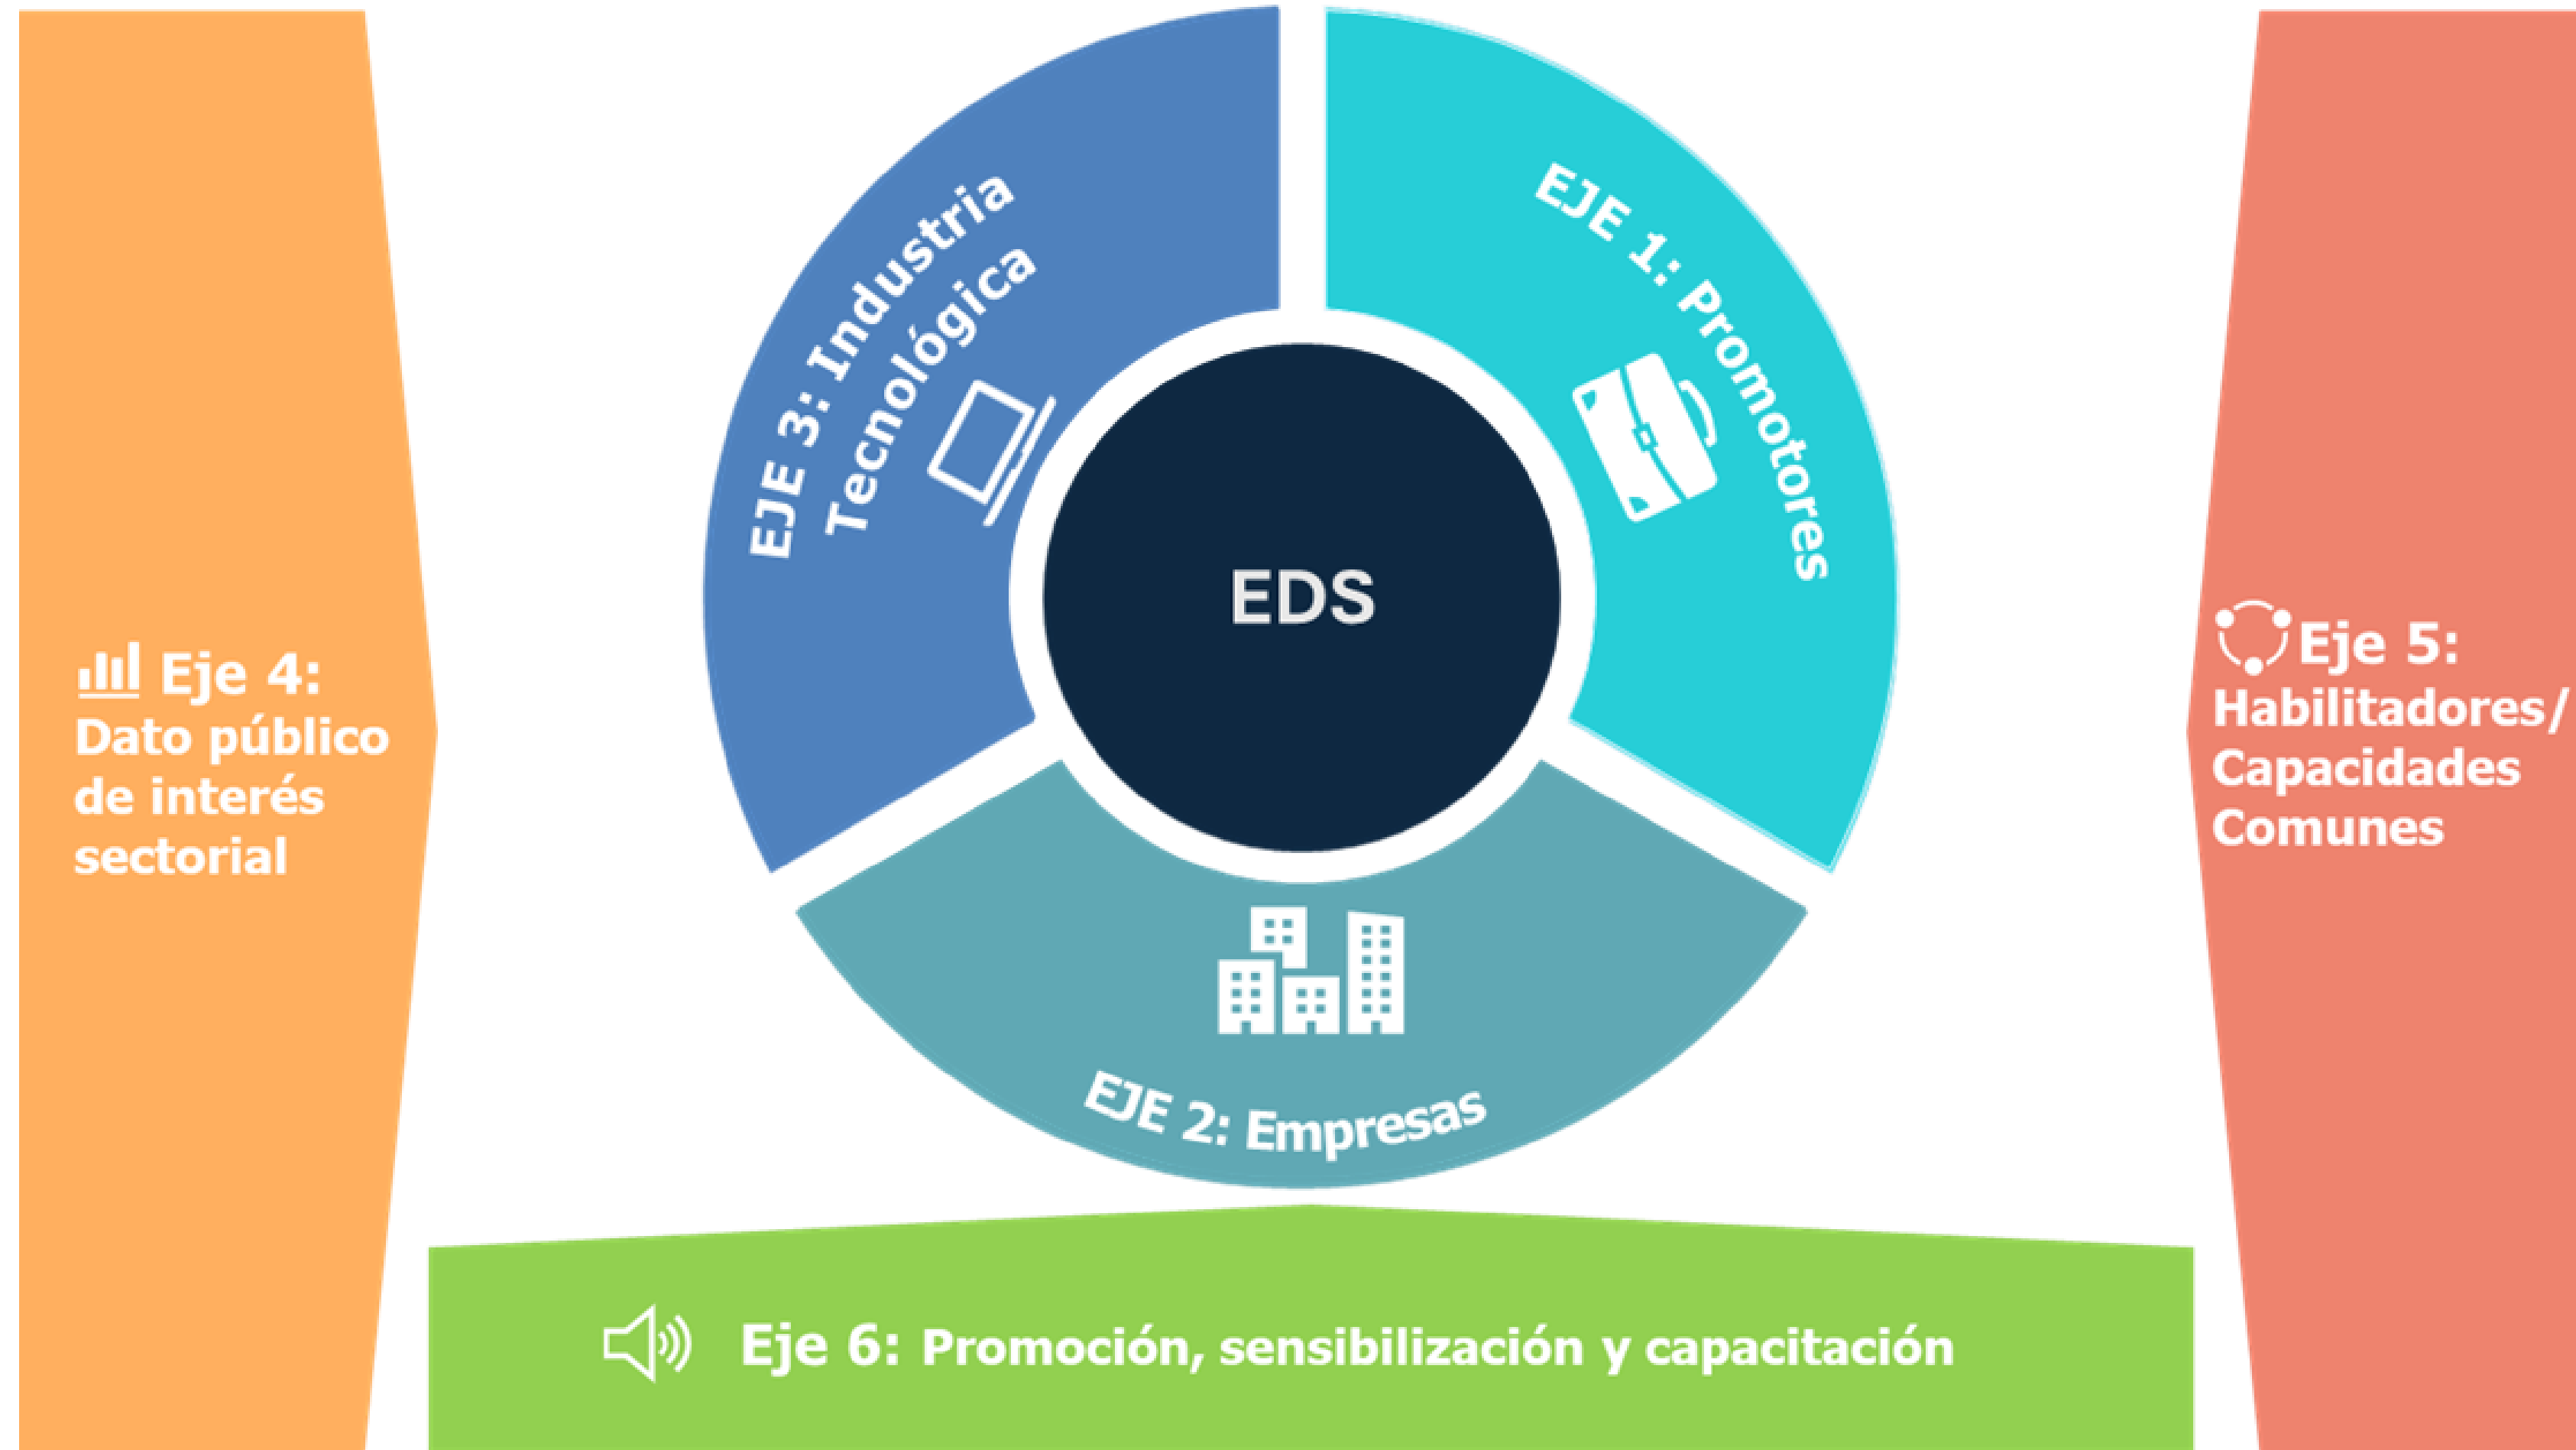 EJE 3: Industria
Tecnológica
EJE 1: Promotores
EDS
EJE 2: Empresas
Eje 4:
Dato público
de interés
sectorial
Eje 5:
Habilitadores/
Capacidades
Comunes
Eje 6: Promoción, sensibilización y capacitación